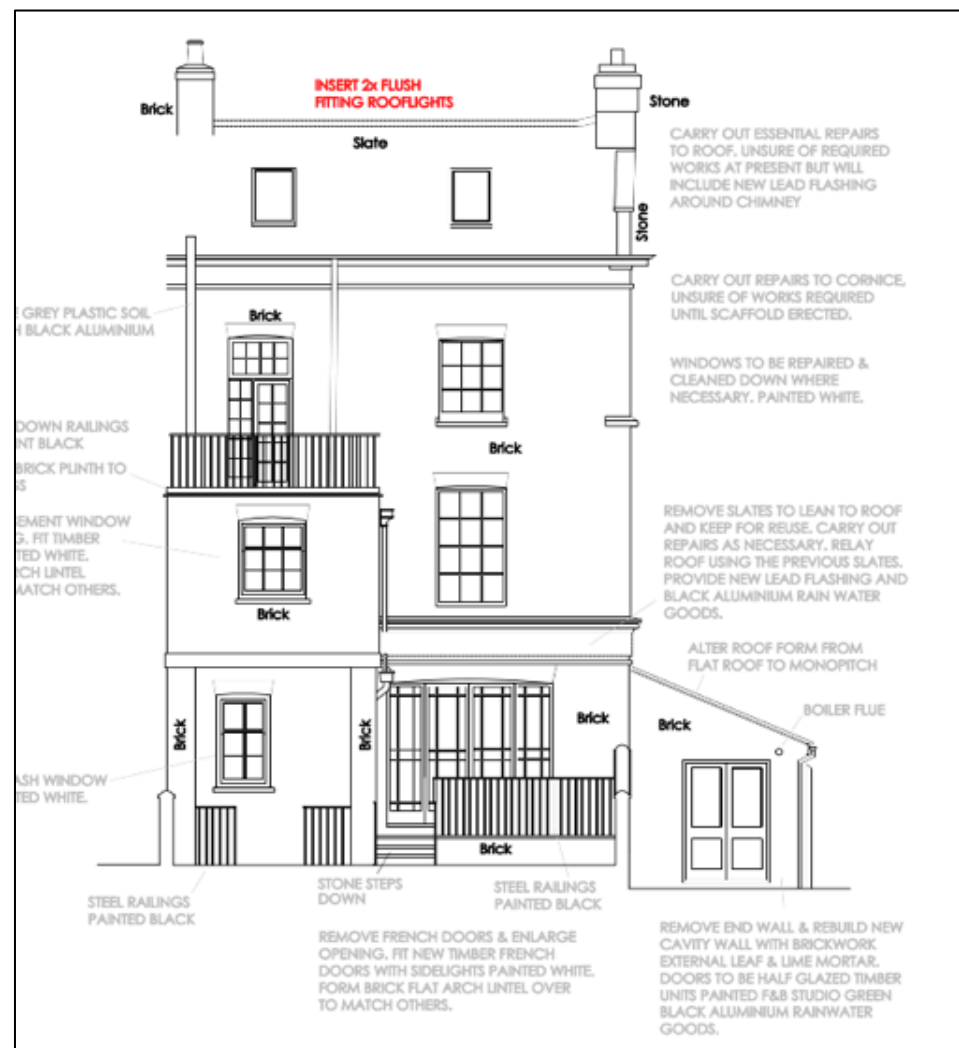 INSERT 2x FLUSH
FITTING ROOFLIGHTS
Brick
Stone
Slate
CARRY OUT ESSENTIAL REPAIRS
TO ROOF. UNSURE OF REQUIRED
WORKS AT PRESENT BUT WILL
INCLUDE NEW LEAD FLASHING
AROUND CHIMNEY
Stone
CARRY OUT REPAIRS TO CORNICE,
UNSURE OF WORKS REQUIRED
UNTIL SCAFFOLD ERECTED.
GREY PLASTIC SOIL
BLACK ALUMINIUM
Brick
WINDOWS TO BE REPAIRED &
CLEANED DOWN WHERE
NECESSARY. PAINTED WHITE.
DOWN RAILINGS
BLACK
BRICK PLINTH TO
Brick
WINDOW
FIT TIMBER
WHITE.
LINTEL
MATCH OTHERS.
REMOVE SLATES TO LEAN TO ROOF
AND KEEP FOR REUSE. CARRY OUT
REPAIRS AS NECESSARY. RELAY
ROOF USING THE PREVIOUS SLATES.
PROVIDE NEW LEAD FLASHING AND
BLACK ALUMINIUM RAIN WATER
GOODS.
Brick
ALTER ROOF FORM FROM
FLAT ROOF TO MONOPITCH
BOILER FLUE
Brick
Brick
Brick
Brick
WINDOW
WHITE.
Brick
STEEL RAILINGS
PAINTED BLACK
STONE STEPS
DOWN
STEEL RAILINGS
PAINTED BLACK
REMOVE FRENCH DOORS & ENLARGE
OPENING. FIT NEW TIMBER FRENCH
DOORS WITH SIDELIGHTS PAINTED WHITE.
FORM BRICK FLAT ARCH LINTEL OVER
TO MATCH OTHERS.
REMOVE END WALL & REBUILD NEW
CAVITY WALL WITH BRICKWORK
EXTERNAL LEAF & LIME MORTAR.
DOORS TO BE HALF GLAZED TIMBER
UNITS PAINTED F&B STUDIO GREEN
BLACK ALUMINIUM RAINWATER
GOODS.